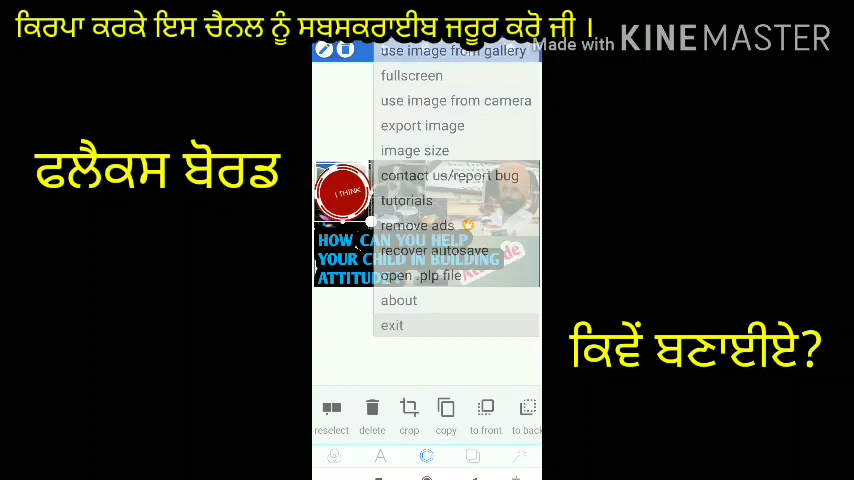 ਕਿਰਪਾ ਕਰਕੇ ਇਸ ਚੈਨਲ ਨੂੰ ਸਬਸਕਰਾਈਬ ਜਰੂਰ ਕਰੋ ਜੀ ।
Made with KINEMASTER
use image from gallery
fullscreen
use image from camera
export image
image size
contact us/report bug
tutorials
remove ads
recover autosave
open .plp file
about
exit
ਫਲੈਕਸ ਬੋਰਡ
I THINK
HOW CAN YOU HELP
YOUR CHILD IN BUILDING
ATTITUDE
Attitude
ਕਿਵੇਂ ਬਣਾਈਏ?
reselect delete crop copy to front to back